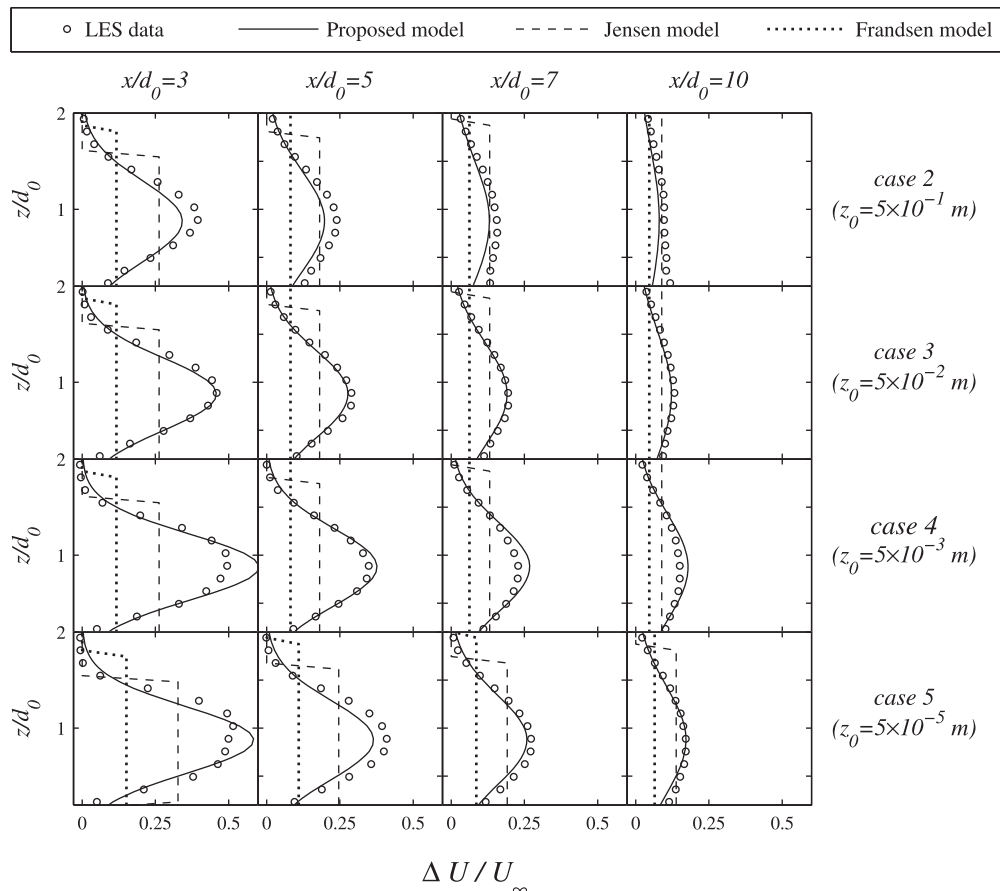 LES data Proposed model Jensen model Frandsen model
x/d₀=3 x/d₀=5 x/d₀=7 x/d₀=10
2
z/d₀ 1
case 2
(z₀=5×10⁻¹ m)
2
z/d₀ 1
case 3
(z₀=5×10⁻² m)
2
z/d₀ 1
case 4
(z₀=5×10⁻³ m)
2
z/d₀ 1
case 5
(z₀=5×10⁻⁵ m)
0 0.25 0.5 0 0.25 0.5 0 0.25 0.5 0 0.25 0.5
Δ U / U∞